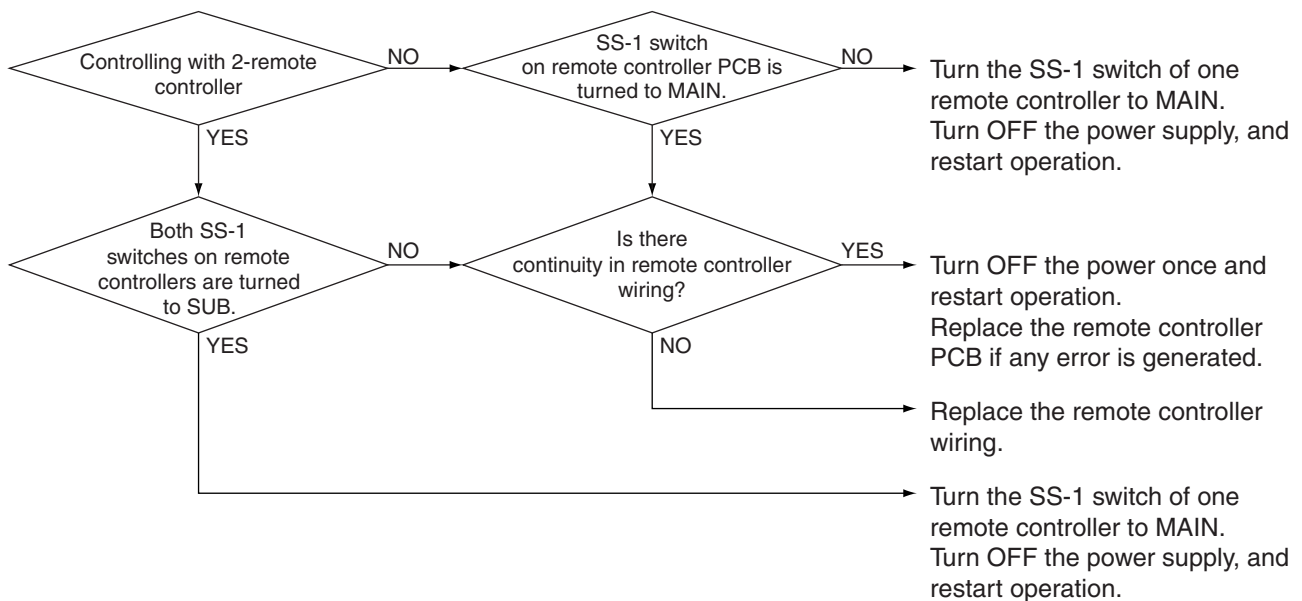 Controlling with 2-remote
controller
NO
YES
SS-1 switch
on remote controller PCB is
turned to MAIN.
NO
YES
Turn the SS-1 switch of one
remote controller to MAIN.
Turn OFF the power supply, and
restart operation.
Both SS-1
switches on remote
controllers are turned
to SUB.
NO
YES
Is there
continuity in remote controller
wiring?
YES
NO
Turn OFF the power once and
restart operation.
Replace the remote controller
PCB if any error is generated.
Replace the remote controller
wiring.
Turn the SS-1 switch of one
remote controller to MAIN.
Turn OFF the power supply, and
restart operation.